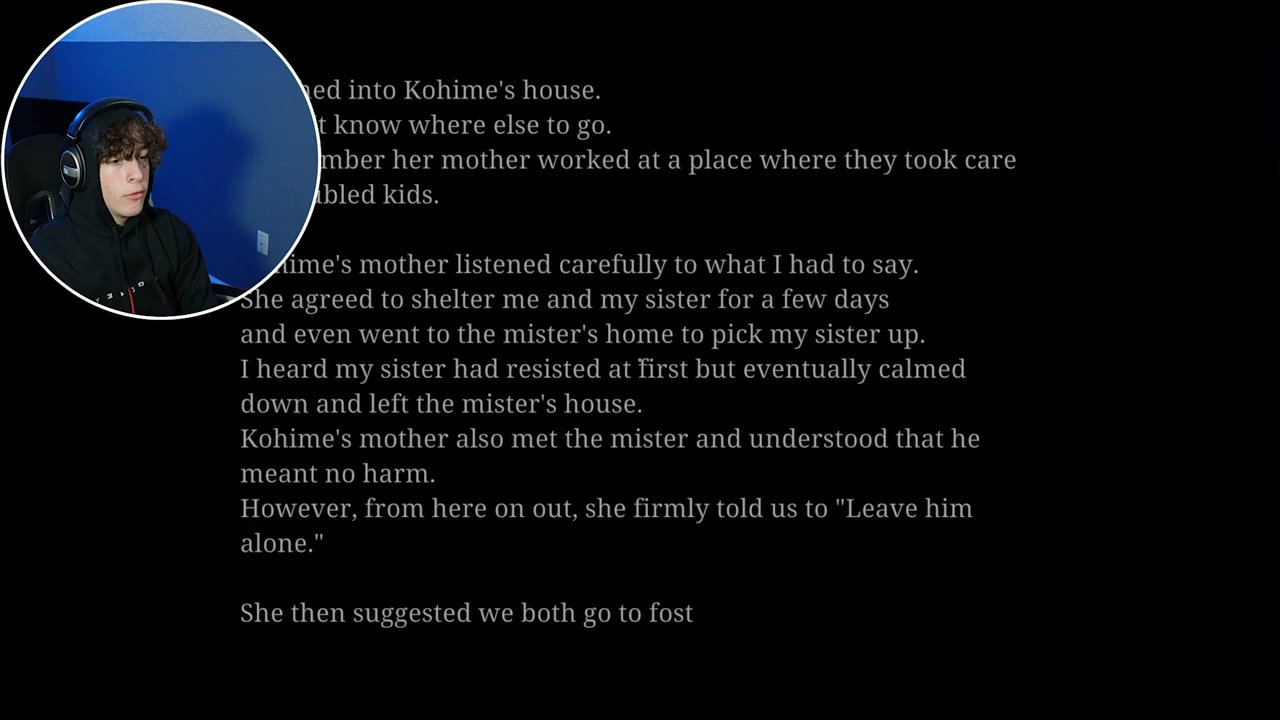 into Kohime's house.
know where else to go.
her mother worked at a place where they took care
kids.
mother listened carefully to what I had to say.
She agreed to shelter me and my sister for a few days
and even went to the mister's home to pick my sister up.
I heard my sister had resisted at first but eventually calmed
down and left the mister's house.
Kohime's mother also met the mister and understood that he
meant no harm.
However, from here on out, she firmly told us to "Leave him
alone."
She then suggested we both go to fost